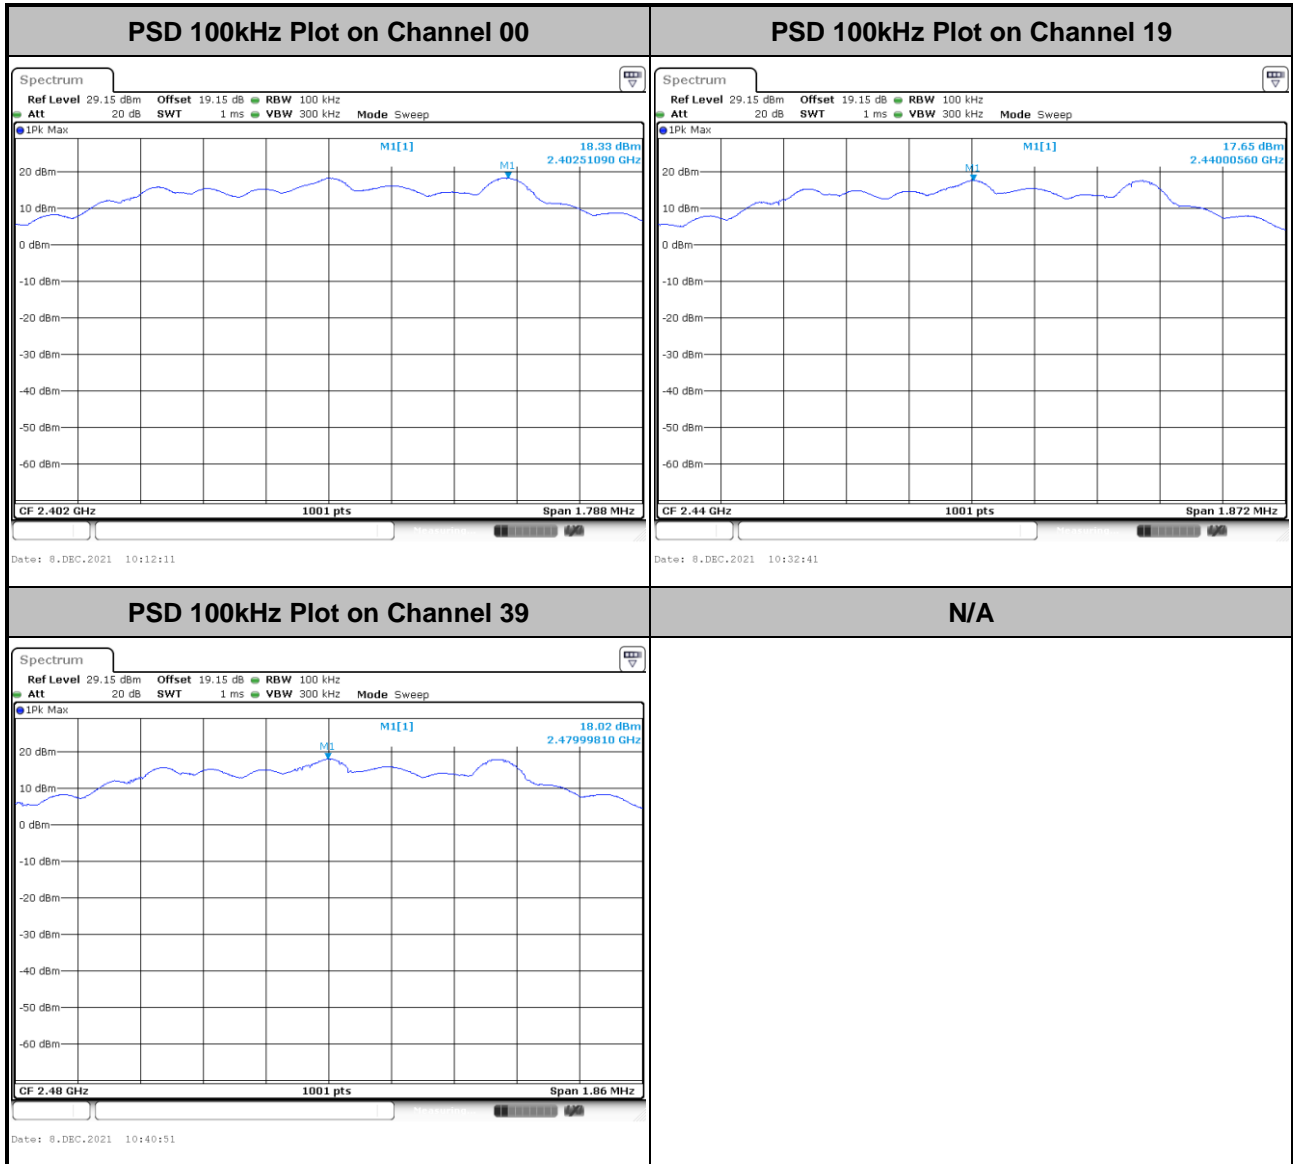 PSD 100kHz Plot on Channel 00
PSD 100kHz Plot on Channel 19
Spectrum
Ref Level 29.15 dBm Offset 19.15 dB RBW 100 kHz
Att 20 dB SWT 1 ms VBW 300 kHz Mode Sweep
1Pk Max
M1[1] 18.33 dBm
2.40251090 GHz
M1
20 dBm
10 dBm
0 dBm
-10 dBm
-20 dBm
-30 dBm
-40 dBm
-50 dBm
-60 dBm
CF 2.402 GHz 1001 pts Span 1.788 MHz
Measuring...
Date: 8.DEC.2021 10:12:11
Spectrum
Ref Level 29.15 dBm Offset 19.15 dB RBW 100 kHz
Att 20 dB SWT 1 ms VBW 300 kHz Mode Sweep
1Pk Max
M1[1] 17.65 dBm
2.44000560 GHz
M1
20 dBm
10 dBm
0 dBm
-10 dBm
-20 dBm
-30 dBm
-40 dBm
-50 dBm
-60 dBm
CF 2.44 GHz 1001 pts Span 1.872 MHz
Measuring...
Date: 8.DEC.2021 10:32:41
PSD 100kHz Plot on Channel 39
N/A
Spectrum
Ref Level 29.15 dBm Offset 19.15 dB RBW 100 kHz
Att 20 dB SWT 1 ms VBW 300 kHz Mode Sweep
1Pk Max
M1[1] 18.02 dBm
2.47999810 GHz
M1
20 dBm
10 dBm
0 dBm
-10 dBm
-20 dBm
-30 dBm
-40 dBm
-50 dBm
-60 dBm
CF 2.48 GHz 1001 pts Span 1.86 MHz
Measuring...
Date: 8.DEC.2021 10:40:51